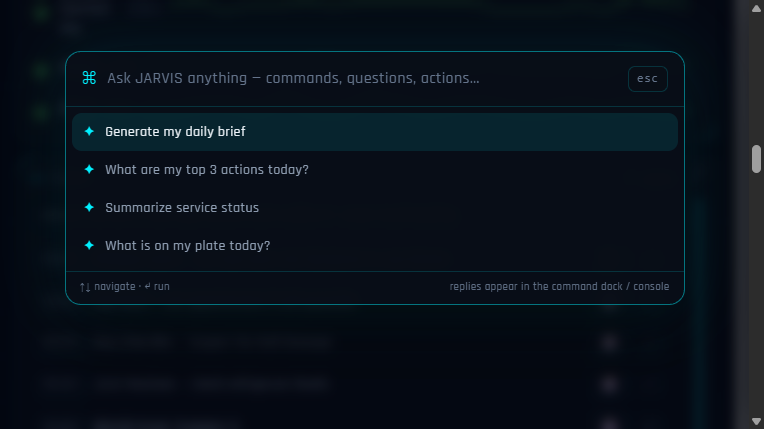 ⌘ Ask JARVIS anything — commands, questions, actions... esc
✦ Generate my daily brief
✦ What are my top 3 actions today?
✦ Summarize service status
✦ What is on my plate today?
↑↓ navigate · ↵ run replies appear in the command dock / console